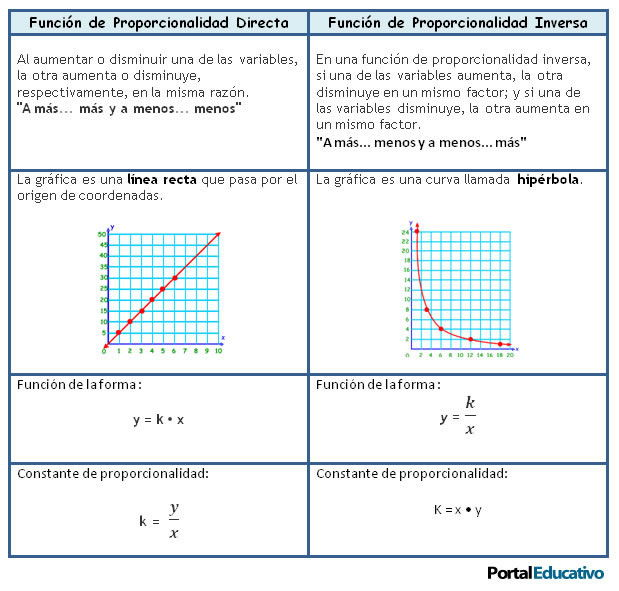 Función de Proporcionalidad Directa
Función de Proporcionalidad Inversa
Al aumentar o disminuir una de las variables,
la otra aumenta o disminuye,
respectivamente, en la misma razón.
"A más... más y a menos... menos"
En una función de proporcionalidad inversa,
si una de las variables aumenta, la otra
disminuye en un mismo factor; y si una de
las variables disminuye, la otra aumenta en
un mismo factor.
"A más... menos y a menos... más"
La gráfica es una línea recta que pasa por el
origen de coordenadas.
y
50
45
40
35
30
25
20
15
10
5
0 1 2 3 4 5 6 7 8 9 10
x
La gráfica es una curva llamada hipérbola.
y
24
22
20
18
16
14
12
10
8
6
4
2
0 2 4 6 8 10 12 14 16 18 20
x
Función de la forma:
y = k • x
Función de la forma:
y = k/x
Constante de proporcionalidad:
k = y/x
Constante de proporcionalidad:
K = x • y
PortalEducativo